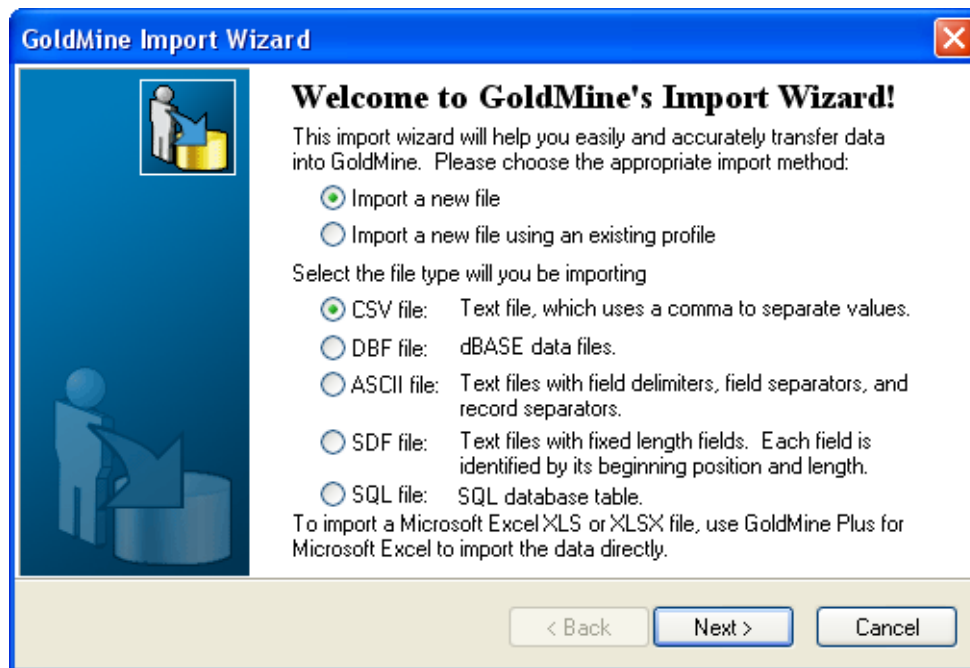 GoldMine Import Wizard
Welcome to GoldMine's Import Wizard!
This import wizard will help you easily and accurately transfer data
into GoldMine. Please choose the appropriate import method:
Import a new file
Import a new file using an existing profile
Select the file type will you be importing
CSV file: Text file, which uses a comma to separate values.
DBF file: dBASE data files.
ASCII file: Text files with field delimiters, field separators, and
record separators.
SDF file: Text files with fixed length fields. Each field is
identified by its beginning position and length.
SQL file: SQL database table.
To import a Microsoft Excel XLS or XLSX file, use GoldMine Plus for
Microsoft Excel to import the data directly.
< Back Next > Cancel